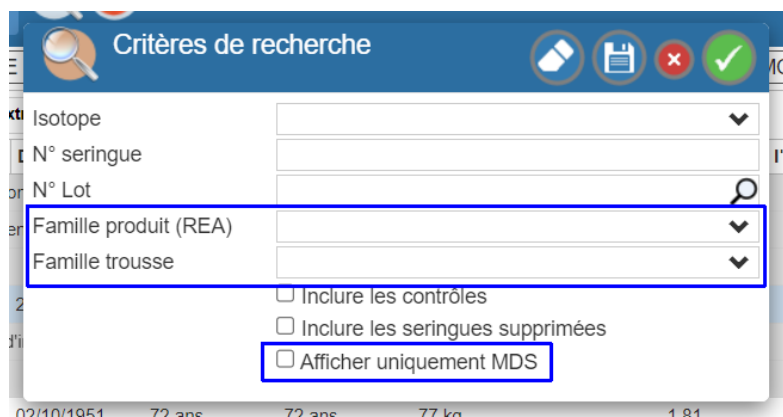 Critères de recherche
Isotope
N° seringue
N° Lot
Famille produit (REA)
Famille trousse
Inclure les contrôles
Inclure les seringues supprimées
Afficher uniquement MDS
02/10/1951 72 ans 72 ans 77 kg 1,81